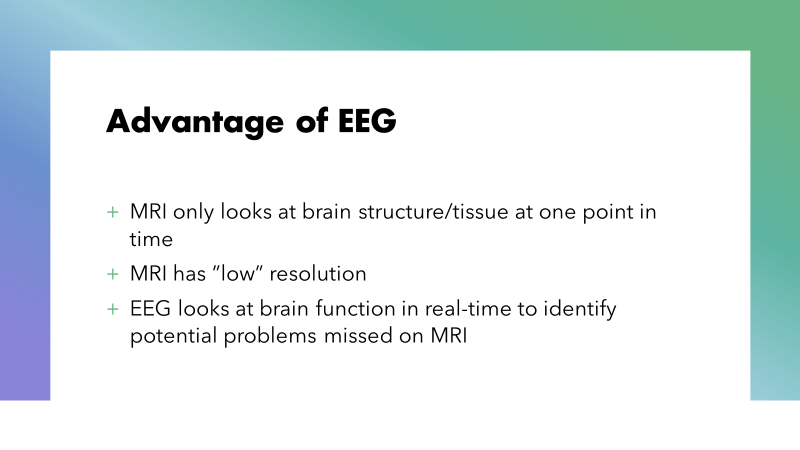 Advantage of EEG
+ MRI only looks at brain structure/tissue at one point in
time
+ MRI has “low” resolution
+ EEG looks at brain function in real-time to identify
potential problems missed on MRI